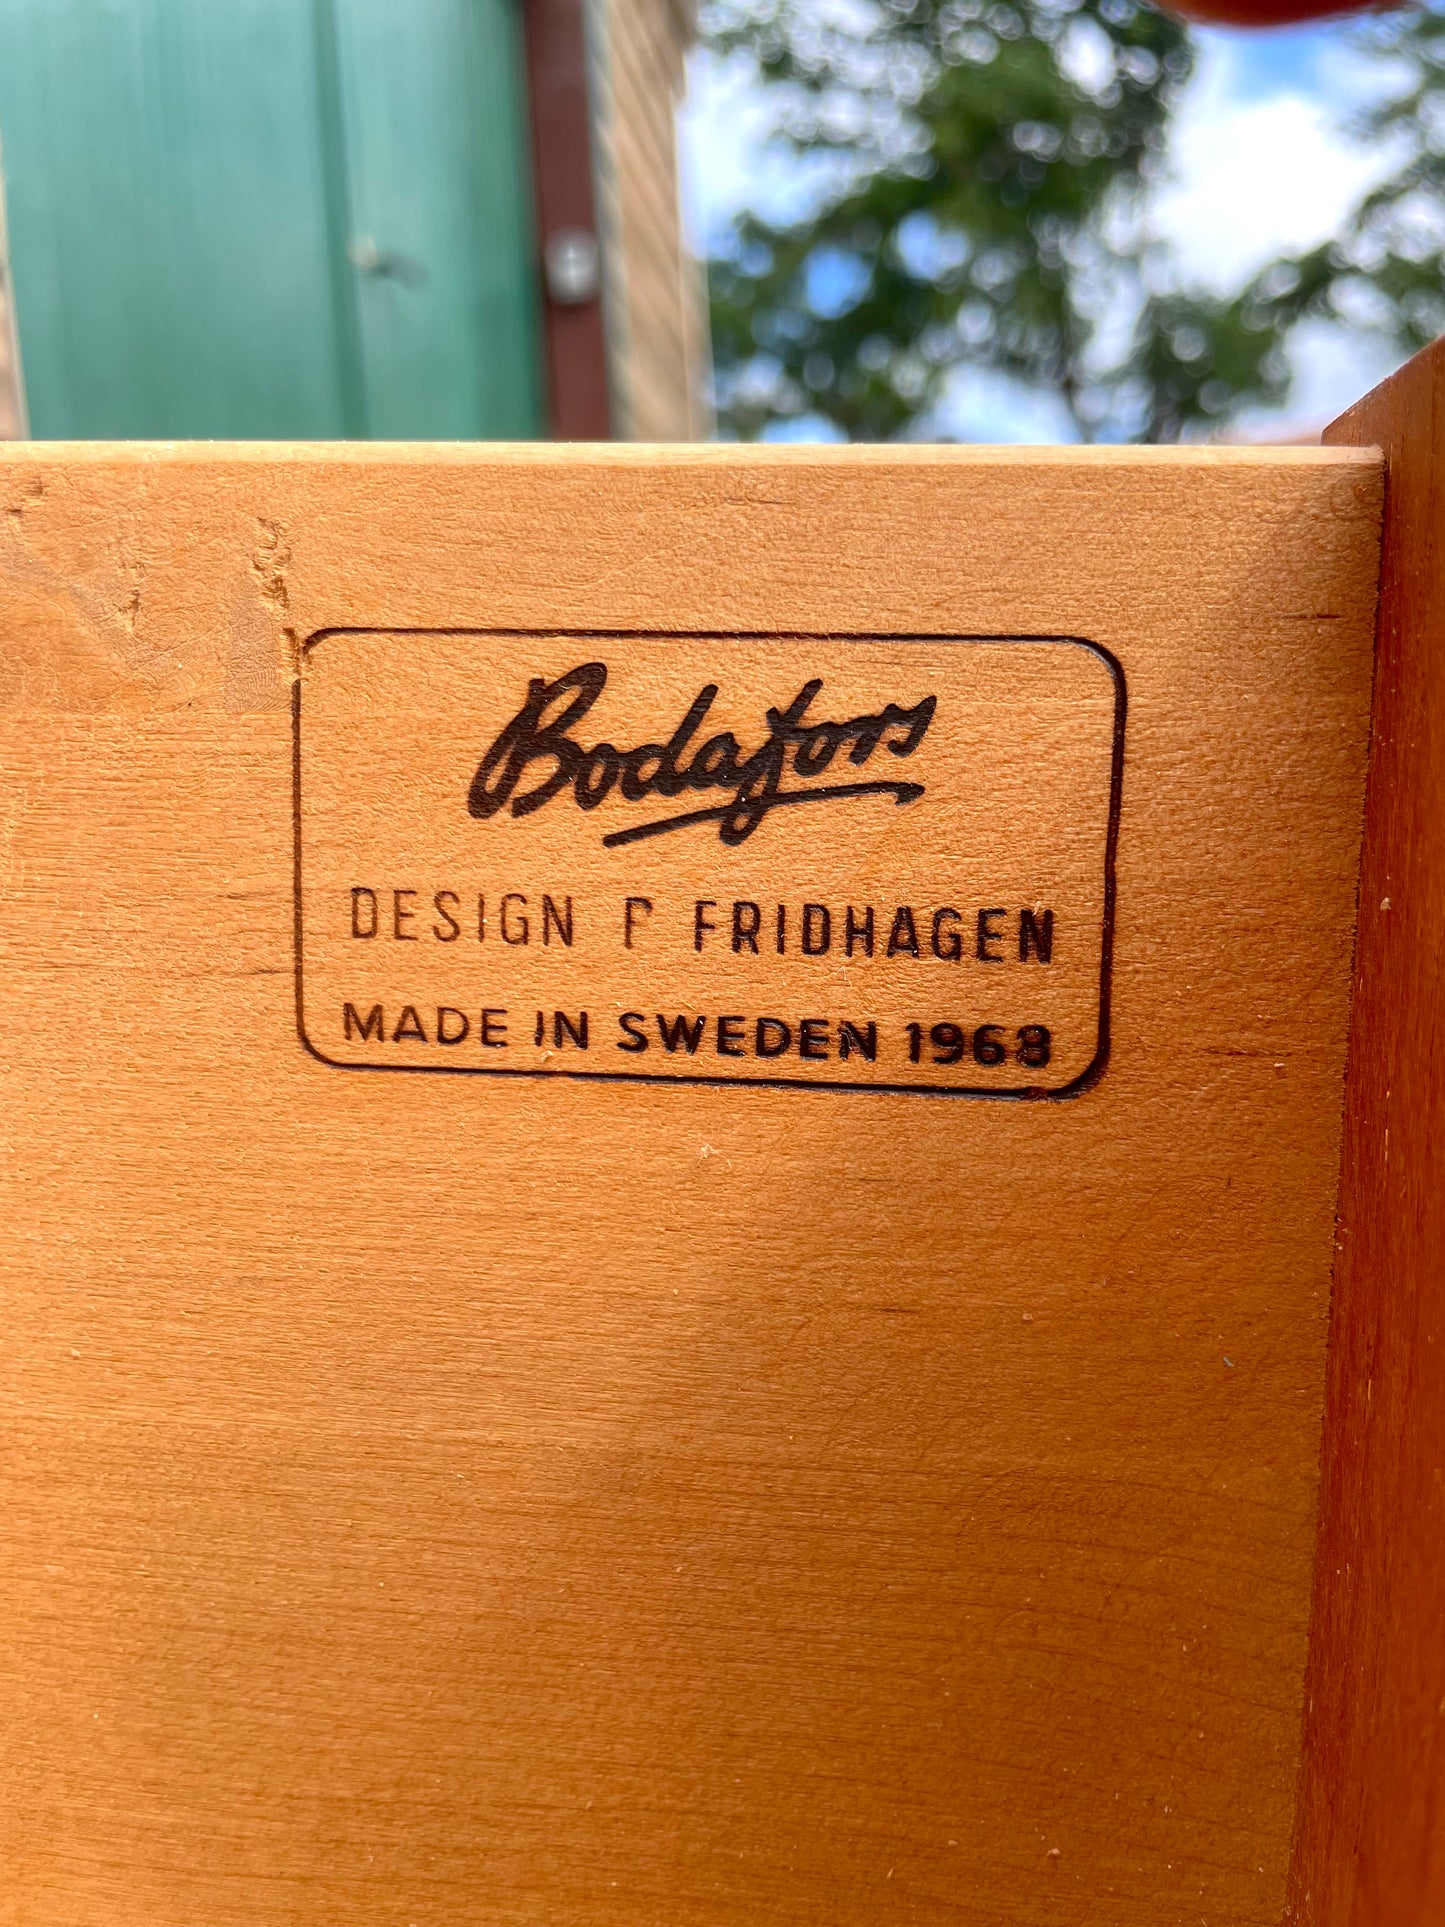 Bodafors
DESIGN FRIDHAGEN
MADE IN SWEDEN 1968